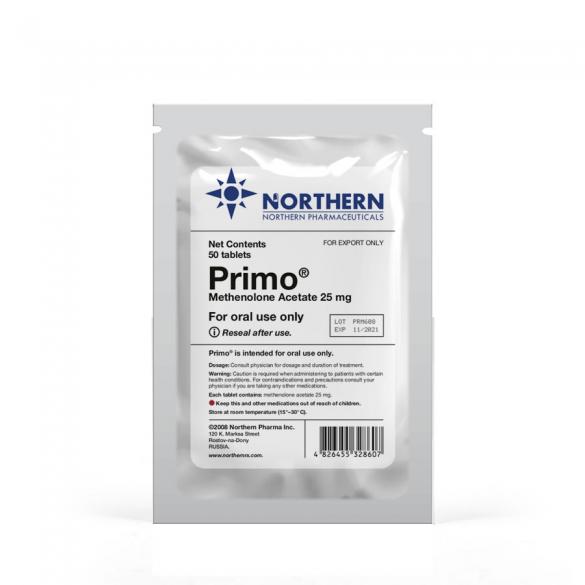 NORTHERN
NORTHERN PHARMACEUTICALS
Net Contents
50 tablets
FOR EXPORT ONLY
Primo®
Methenolone Acetate 25 mg
For oral use only
Reseal after use.
LOT PRM608
EXP 11/2021
Primo® is intended for oral use only.
Dosage: Consult physician for dosage and duration of treatment.
Warning: Caution is required when administering to patients with certain
health conditions. For contraindications and precautions consult your
physician if you are taking any other medications.
Each tablet contains: methenolone acetate 25 mg.
Keep this and other medications out of reach of children.
Store at room temperature (15°–30° C).
©2008 Northern Pharma Inc.
120 K. Marksa Street
Rostov-na-Dony
RUSSIA.
www.northernrx.com.
4 826455 328607